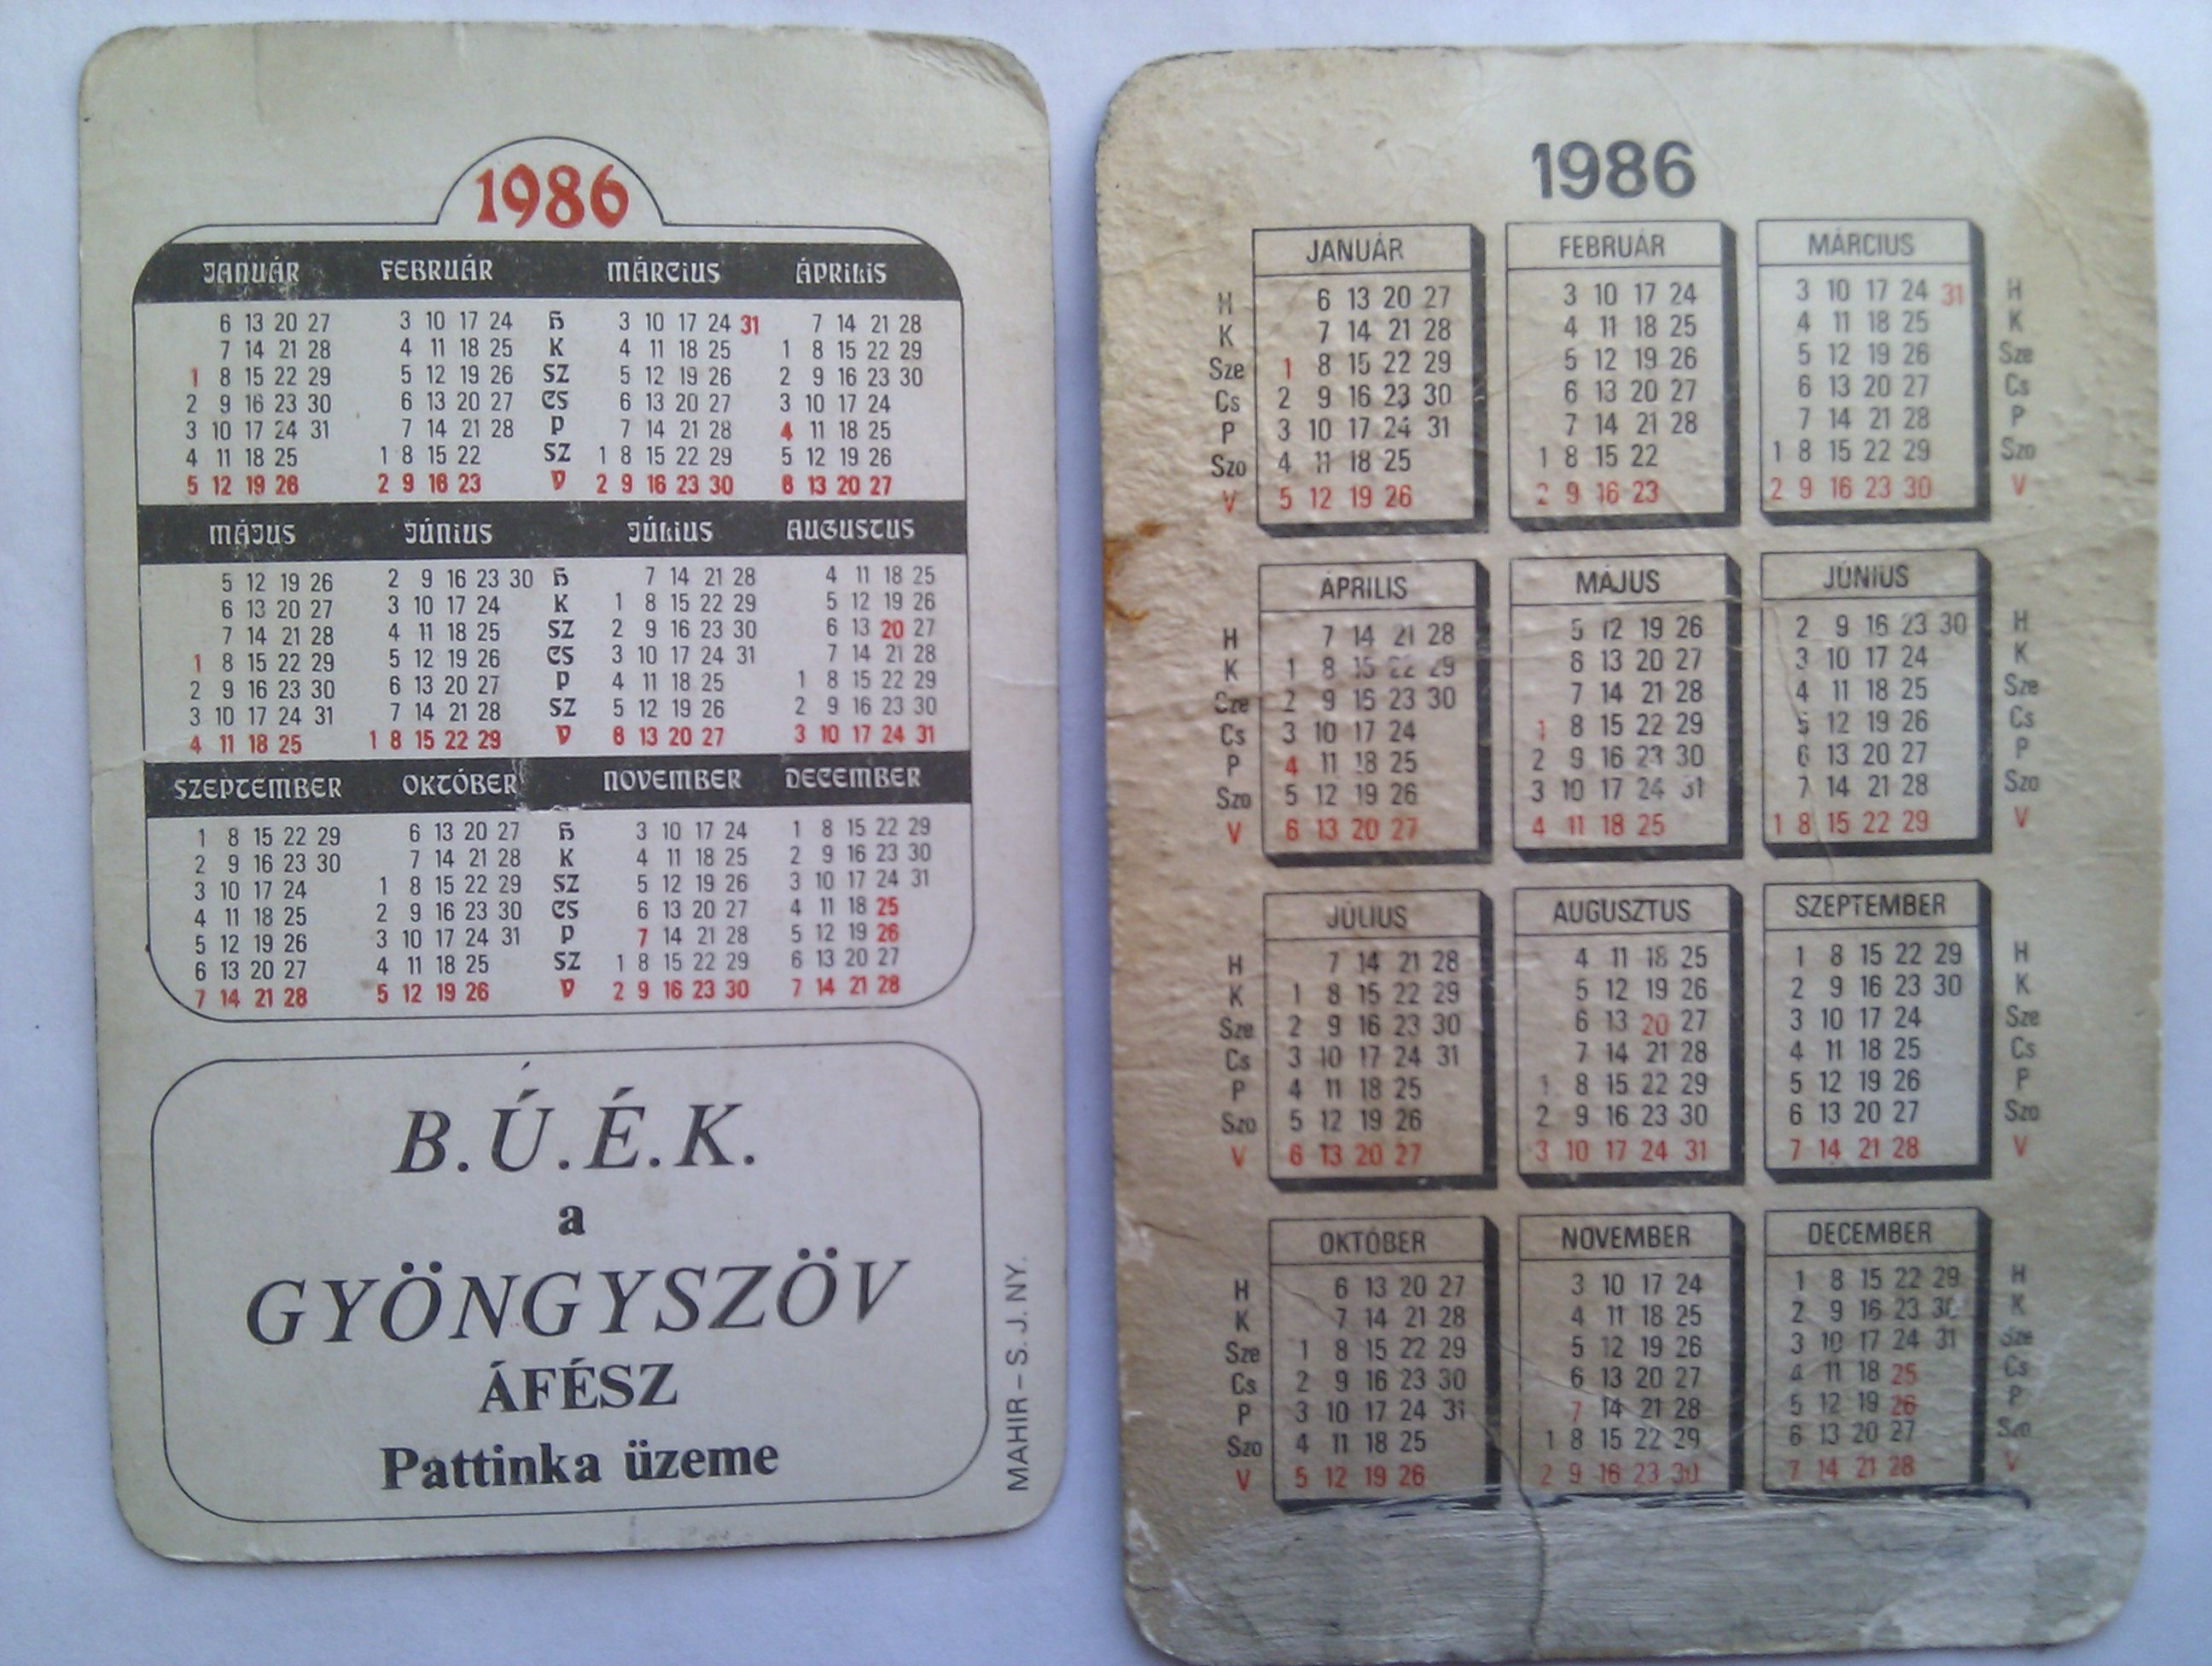 1986
JANUÁR FEBRUÁR MÁRCIUS ÁPRILIS
6 13 20 27 3 10 17 24 H 3 10 17 24 31 7 14 21 28
7 14 21 28 4 11 18 25 K 4 11 18 25 1 8 15 22 29
1 8 15 22 29 5 12 19 26 SZ 5 12 19 26 2 9 16 23 30
2 9 16 23 30 6 13 20 27 CS 6 13 20 27 3 10 17 24
3 10 17 24 31 7 14 21 28 P 7 14 21 28 4 11 18 25
4 11 18 25 1 8 15 22 SZ 1 8 15 22 29 5 12 19 26
5 12 19 26 2 9 16 23 V 2 9 16 23 30 6 13 20 27
MÁJUS JÚNIUS JÚLIUS AUGUSTUS
5 12 19 26 2 9 16 23 30 H 7 14 21 28 4 11 18 25
6 13 20 27 3 10 17 24 K 1 8 15 22 29 5 12 19 26
7 14 21 28 4 11 18 25 SZ 2 9 16 23 30 6 13 20 27
1 8 15 22 29 5 12 19 26 CS 3 10 17 24 31 7 14 21 28
2 9 16 23 30 6 13 20 27 P 4 11 18 25 1 8 15 22 29
3 10 17 24 31 7 14 21 28 SZ 5 12 19 26 2 9 16 23 30
4 11 18 25 1 8 15 22 29 V 6 13 20 27 3 10 17 24 31
SZEPTEMBER OKTÓBER NOVEMBER DECEMBER
1 8 15 22 29 6 13 20 27 H 3 10 17 24 1 8 15 22 29
2 9 16 23 30 7 14 21 28 K 4 11 18 25 2 9 16 23 30
3 10 17 24 1 8 15 22 29 SZ 5 12 19 26 3 10 17 24 31
4 11 18 25 2 9 16 23 30 CS 6 13 20 27 4 11 18 25
5 12 19 26 3 10 17 24 31 P 7 14 21 28 5 12 19 26
6 13 20 27 4 11 18 25 SZ 1 8 15 22 29 6 13 20 27
7 14 21 28 5 12 19 26 V 2 9 16 23 30 7 14 21 28
B.Ú.É.K.
a
GYÖNGYSZÖV
ÁFÉSZ
Pattinka üzeme
MAHIR – S. J. NY.
1986
JANUÁR FEBRUÁR MÁRCIUS
H 6 13 20 27 3 10 17 24 3 10 17 24 31 H
K 7 14 21 28 4 11 18 25 4 11 18 25 K
Sze 1 8 15 22 29 5 12 19 26 5 12 19 26 Sze
Cs 2 9 16 23 30 6 13 20 27 6 13 20 27 Cs
P 3 10 17 24 31 7 14 21 28 7 14 21 28 P
Szo 4 11 18 25 1 8 15 22 1 8 15 22 29 Szo
V 5 12 19 26 2 9 16 23 2 9 16 23 30 V
ÁPRILIS MÁJUS JÚNIUS
H 7 14 21 28 5 12 19 26 2 9 16 23 30 H
K 1 8 15 22 29 6 13 20 27 3 10 17 24 K
Sze 2 9 16 23 30 7 14 21 28 4 11 18 25 Sze
Cs 3 10 17 24 1 8 15 22 29 5 12 19 26 Cs
P 4 11 18 25 2 9 16 23 30 6 13 20 27 P
Szo 5 12 19 26 3 10 17 24 31 7 14 21 28 Szo
V 6 13 20 27 4 11 18 25 1 8 15 22 29 V
JÚLIUS AUGUSZTUS SZEPTEMBER
H 7 14 21 28 4 11 18 25 1 8 15 22 29 H
K 1 8 15 22 29 5 12 19 26 2 9 16 23 30 K
Sze 2 9 16 23 30 6 13 20 27 3 10 17 24 Sze
Cs 3 10 17 24 31 7 14 21 28 4 11 18 25 Cs
P 4 11 18 25 1 8 15 22 29 5 12 19 26 P
Szo 5 12 19 26 2 9 16 23 30 6 13 20 27 Szo
V 6 13 20 27 3 10 17 24 31 7 14 21 28 V
OKTÓBER NOVEMBER DECEMBER
H 6 13 20 27 3 10 17 24 1 8 15 22 29 H
K 7 14 21 28 4 11 18 25 2 9 16 23 30 K
Sze 1 8 15 22 29 5 12 19 26 3 10 17 24 31 Sze
Cs 2 9 16 23 30 6 13 20 27 4 11 18 25 Cs
P 3 10 17 24 31 7 14 21 28 5 12 19 26 P
Szo 4 11 18 25 1 8 15 22 29 6 13 20 27 Szo
V 5 12 19 26 2 9 16 23 30 7 14 21 28 V